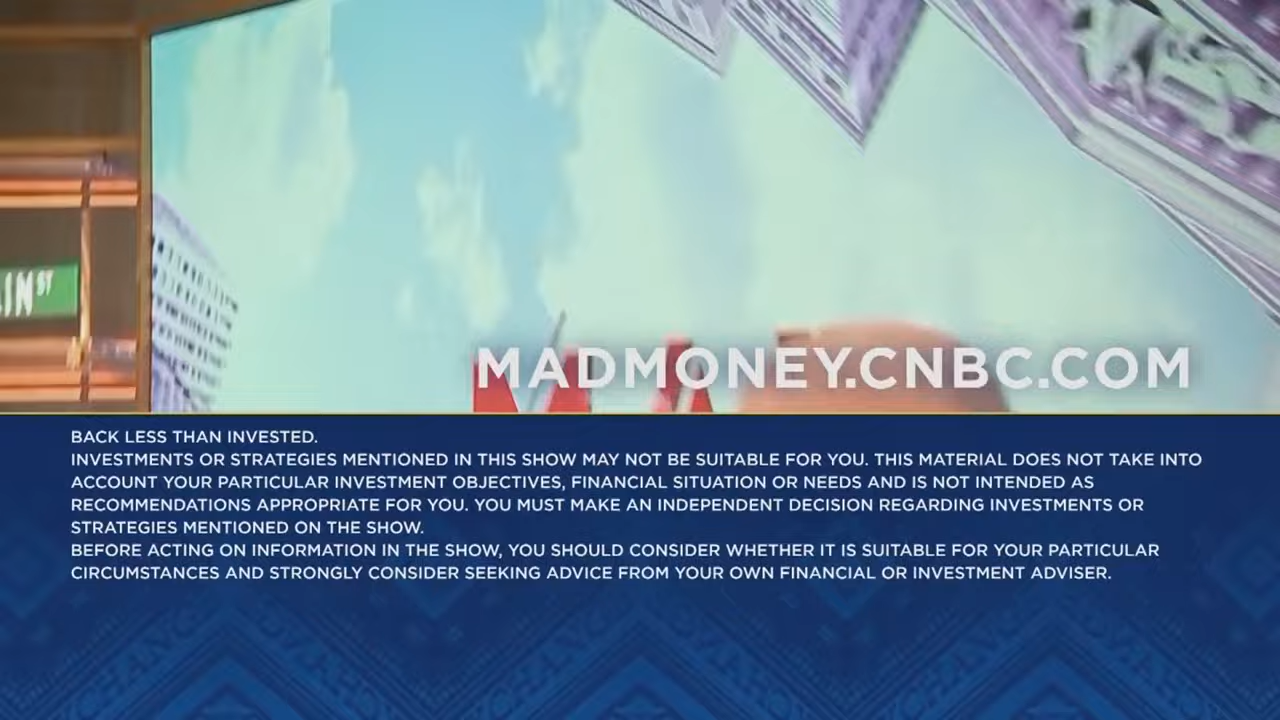 MADMONEY.CNBC.COM
BACK LESS THAN INVESTED.
INVESTMENTS OR STRATEGIES MENTIONED IN THIS SHOW MAY NOT BE SUITABLE FOR YOU. THIS MATERIAL DOES NOT TAKE INTO
ACCOUNT YOUR PARTICULAR INVESTMENT OBJECTIVES, FINANCIAL SITUATION OR NEEDS AND IS NOT INTENDED AS
RECOMMENDATIONS APPROPRIATE FOR YOU. YOU MUST MAKE AN INDEPENDENT DECISION REGARDING INVESTMENTS OR
STRATEGIES MENTIONED ON THE SHOW.
BEFORE ACTING ON INFORMATION IN THE SHOW, YOU SHOULD CONSIDER WHETHER IT IS SUITABLE FOR YOUR PARTICULAR
CIRCUMSTANCES AND STRONGLY CONSIDER SEEKING ADVICE FROM YOUR OWN FINANCIAL OR INVESTMENT ADVISER.